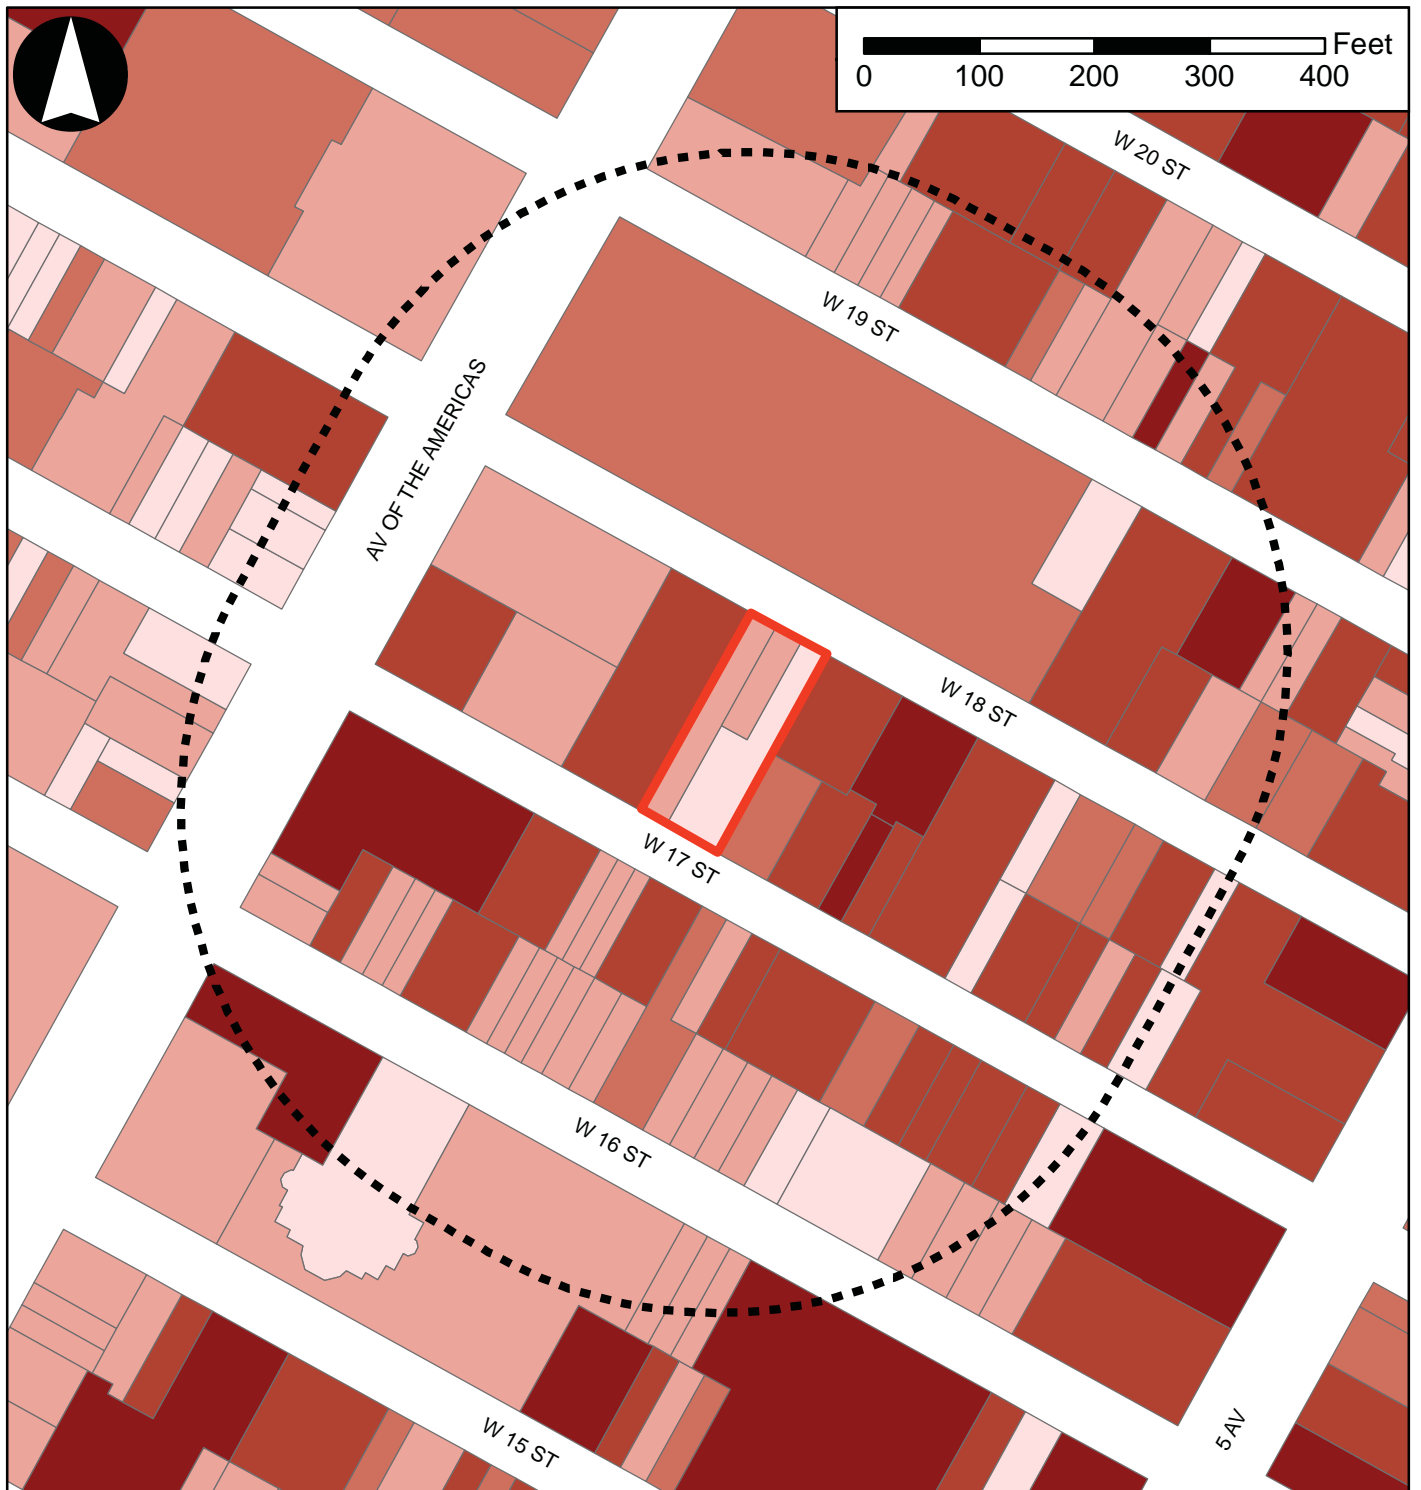 Feet
0 100 200 300 400
W 20 ST
W 19 ST
AV OF THE AMERICAS
W 18 ST
W 17 ST
W 16 ST
W 15 ST
5 AV